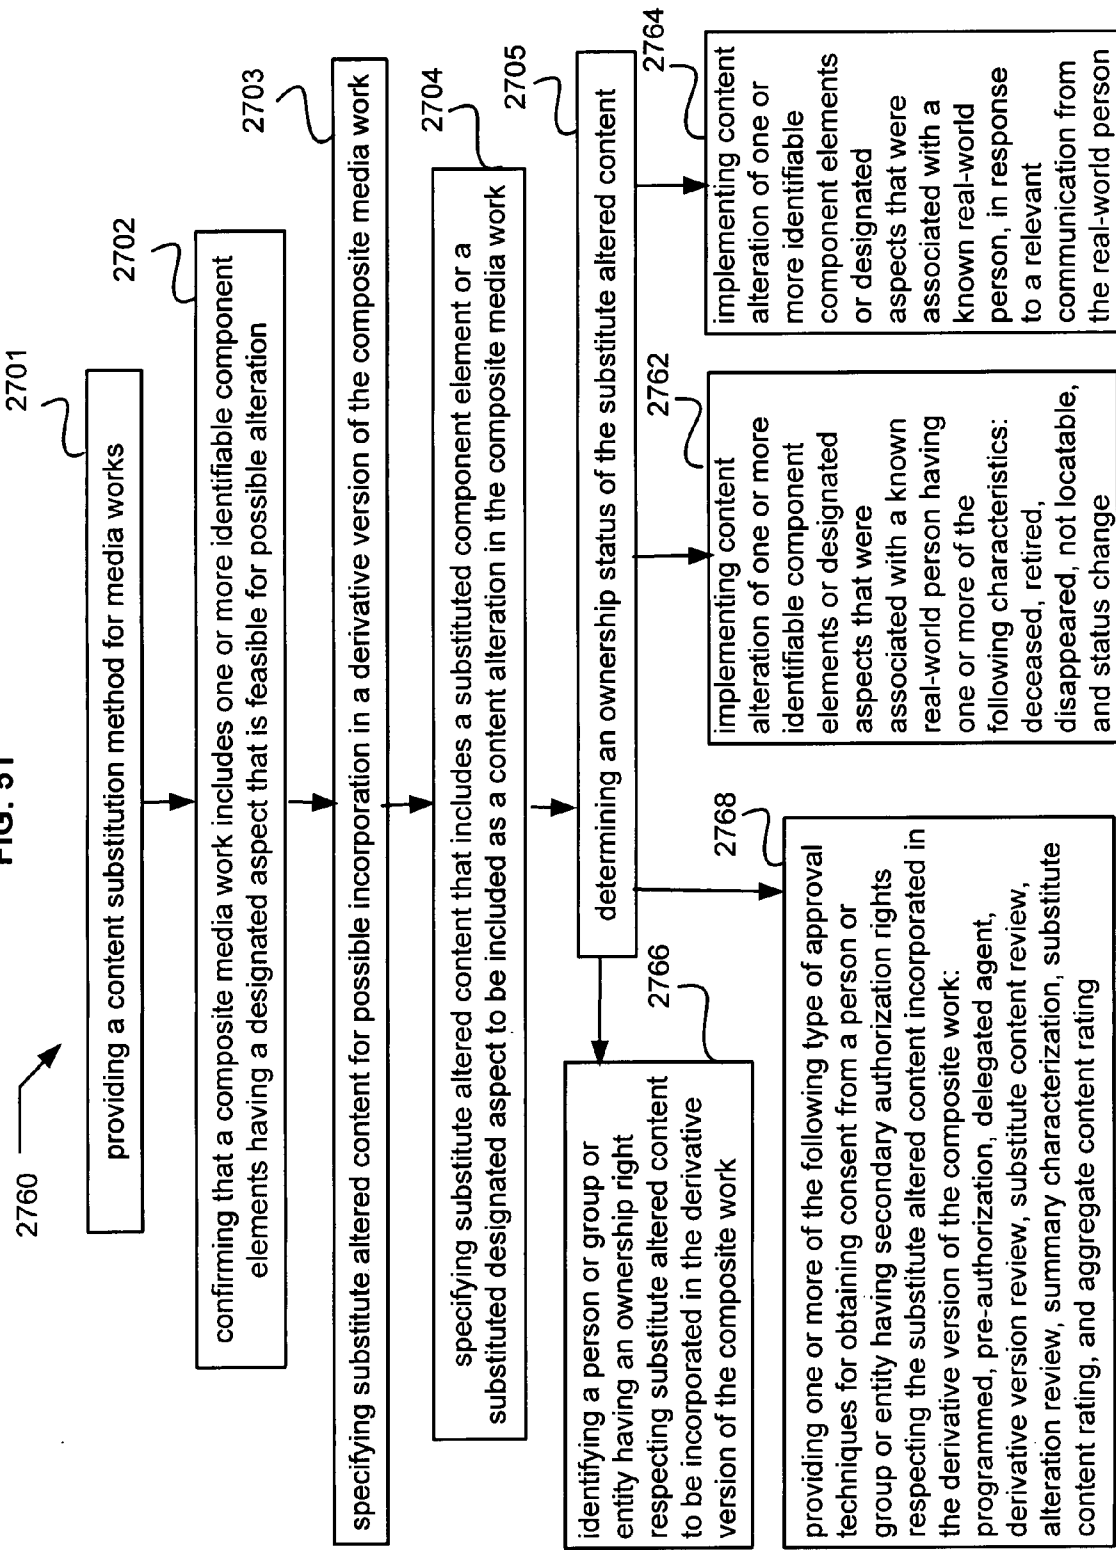 FIG. 51
2760
2701
providing a content substitution method for media works
2702
confirming that a composite media work includes one or more identifiable component
elements having a designated aspect that is feasible for possible alteration
2703
specifying substitute altered content for possible incorporation in a derivative version of the composite media work
2704
specifying substitute altered content that includes a substituted component element or a
substituted designated aspect to be included as a content alteration in the composite media work
2705
determining an ownership status of the substitute altered content
2766
identifying a person or group or
entity having an ownership right
respecting substitute altered content
to be incorporated in the derivative
version of the composite work
2768
providing one or more of the following type of approval
techniques for obtaining consent from a person or
group or entity having secondary authorization rights
respecting the substitute altered content incorporated in
the derivative version of the composite work:
programmed, pre-authorization, delegated agent,
derivative version review, substitute content review,
alteration review, summary characterization, substitute
content rating, and aggregate content rating
2762
implementing content
alteration of one or more
identifiable component
elements or designated
aspects that were
associated with a known
real-world person having
one or more of the
following characteristics:
deceased, retired,
disappeared, not locatable,
and status change
2764
implementing content
alteration of one or
more identifiable
component elements
or designated
aspects that were
associated with a
known real-world
person, in response
to a relevant
communication from
the real-world person